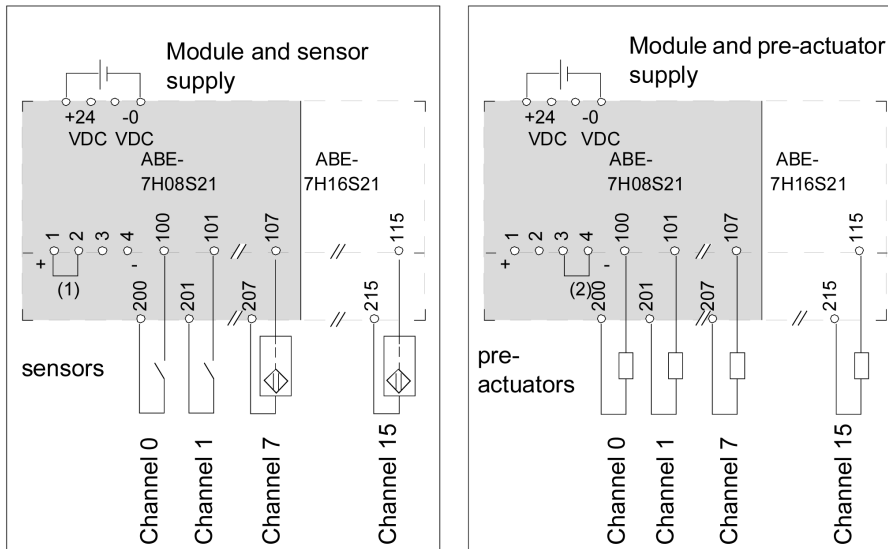 Module and sensor
supply
+24 -0
VDC VDC
ABE- ABE-
7H08S21 7H16S21
1 2 3 4 100 101 // 107 // 115
+ -
(1)
200 201 // 207 // 215
sensors
Channel 0
Channel 1
Channel 7
Channel 15
Module and pre-actuator
supply
+24 -0
VDC VDC
ABE- ABE-
7H08S21 7H16S21
1 2 3 4 100 101 // 107 // 115
+ -
(2)
200 201 // 207 // 215
pre-
actuators
Channel 0
Channel 1
Channel 7
Channel 15